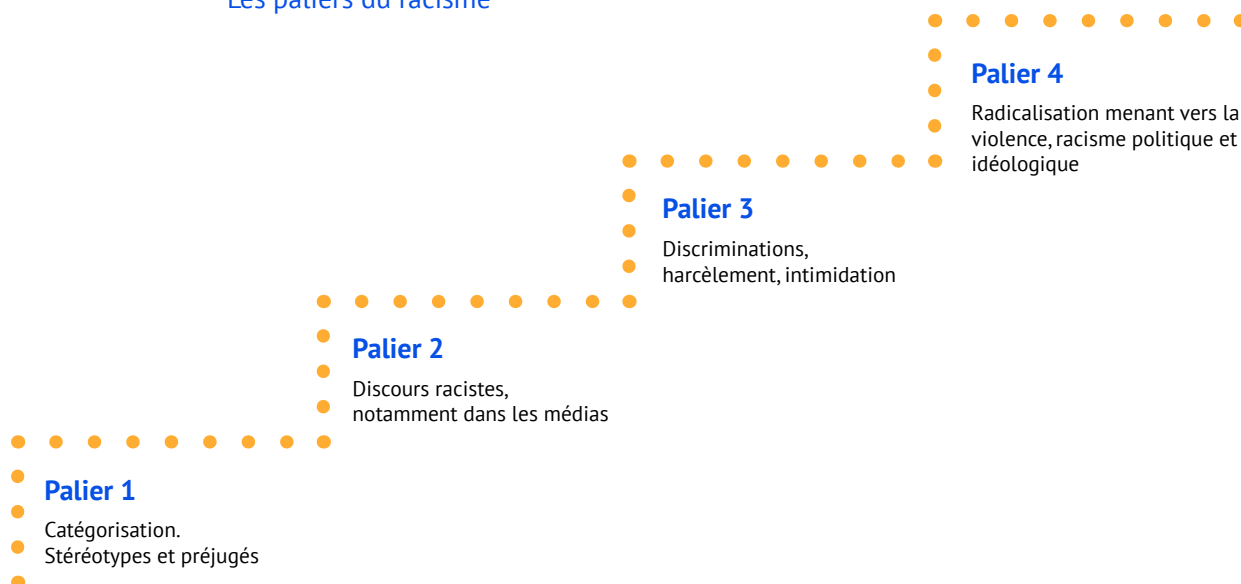 Les paliers du racisme
Palier 4
Radicalisation menant vers la
violence, racisme politique et
idéologique
Palier 3
Discriminations,
harcèlement, intimidation
Palier 2
Discours racistes,
notamment dans les médias
Palier 1
Catégorisation.
Stéréotypes et préjugés